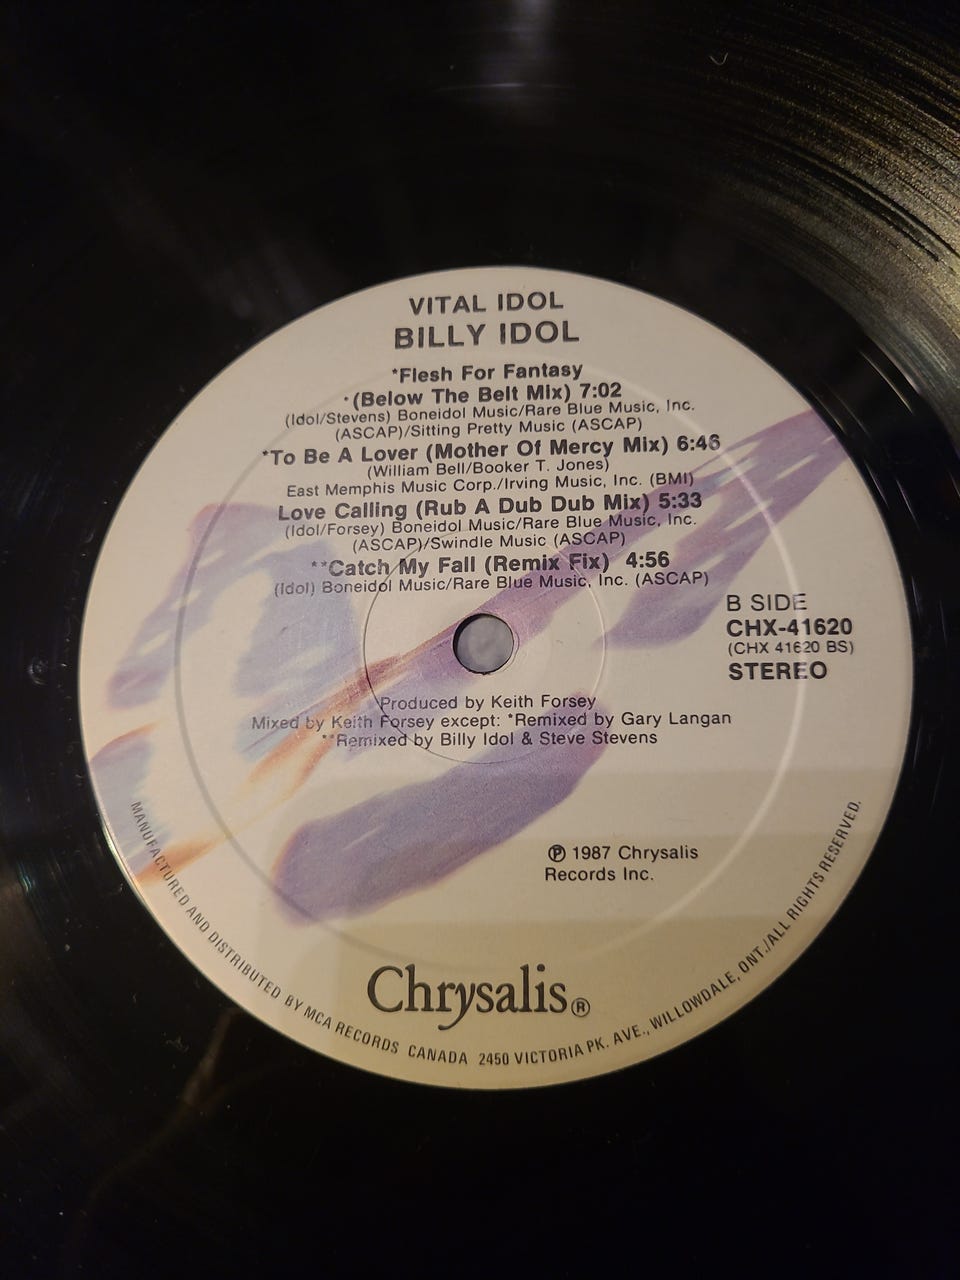 VITAL IDOL
BILLY IDOL
*Flesh For Fantasy
*(Below The Belt Mix) 7:02
(Idol/Stevens) Boneidol Music/Rare Blue Music, Inc.
(ASCAP)/Sitting Pretty Music (ASCAP)
*To Be A Lover (Mother Of Mercy Mix) 6:46
(William Bell/Booker T. Jones)
East Memphis Music Corp./Irving Music, Inc. (BMI)
Love Calling (Rub A Dub Dub Mix) 5:33
(Idol/Forsey) Boneidol Music/Rare Blue Music, Inc.
(ASCAP)/Swindle Music (ASCAP)
**Catch My Fall (Remix Fix) 4:56
(Idol) Boneidol Music/Rare Blue Music, Inc. (ASCAP)
B SIDE
CHX-41620
(CHX 41620 BS)
STEREO
Produced by Keith Forsey
Mixed by Keith Forsey except: *Remixed by Gary Langan
**Remixed by Billy Idol & Steve Stevens
℗ 1987 Chrysalis
Records Inc.
Chrysalis®
MANUFACTURED AND DISTRIBUTED BY MCA RECORDS CANADA 2450 VICTORIA PK. AVE., WILLOWDALE, ONT./ALL RIGHTS RESERVED.